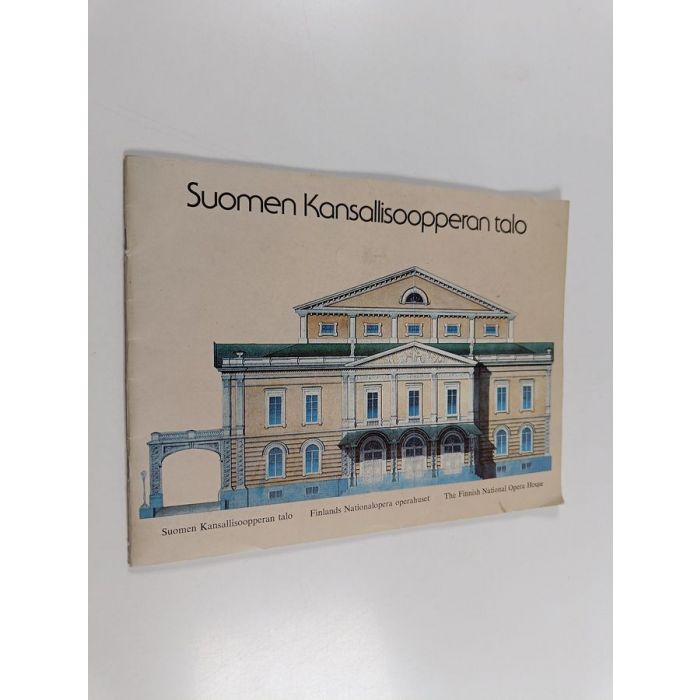 Suomen Kansallisoopperan talo
Suomen Kansallisoopperan talo Finlands Nationalopera operahuset The Finnish National Opera House